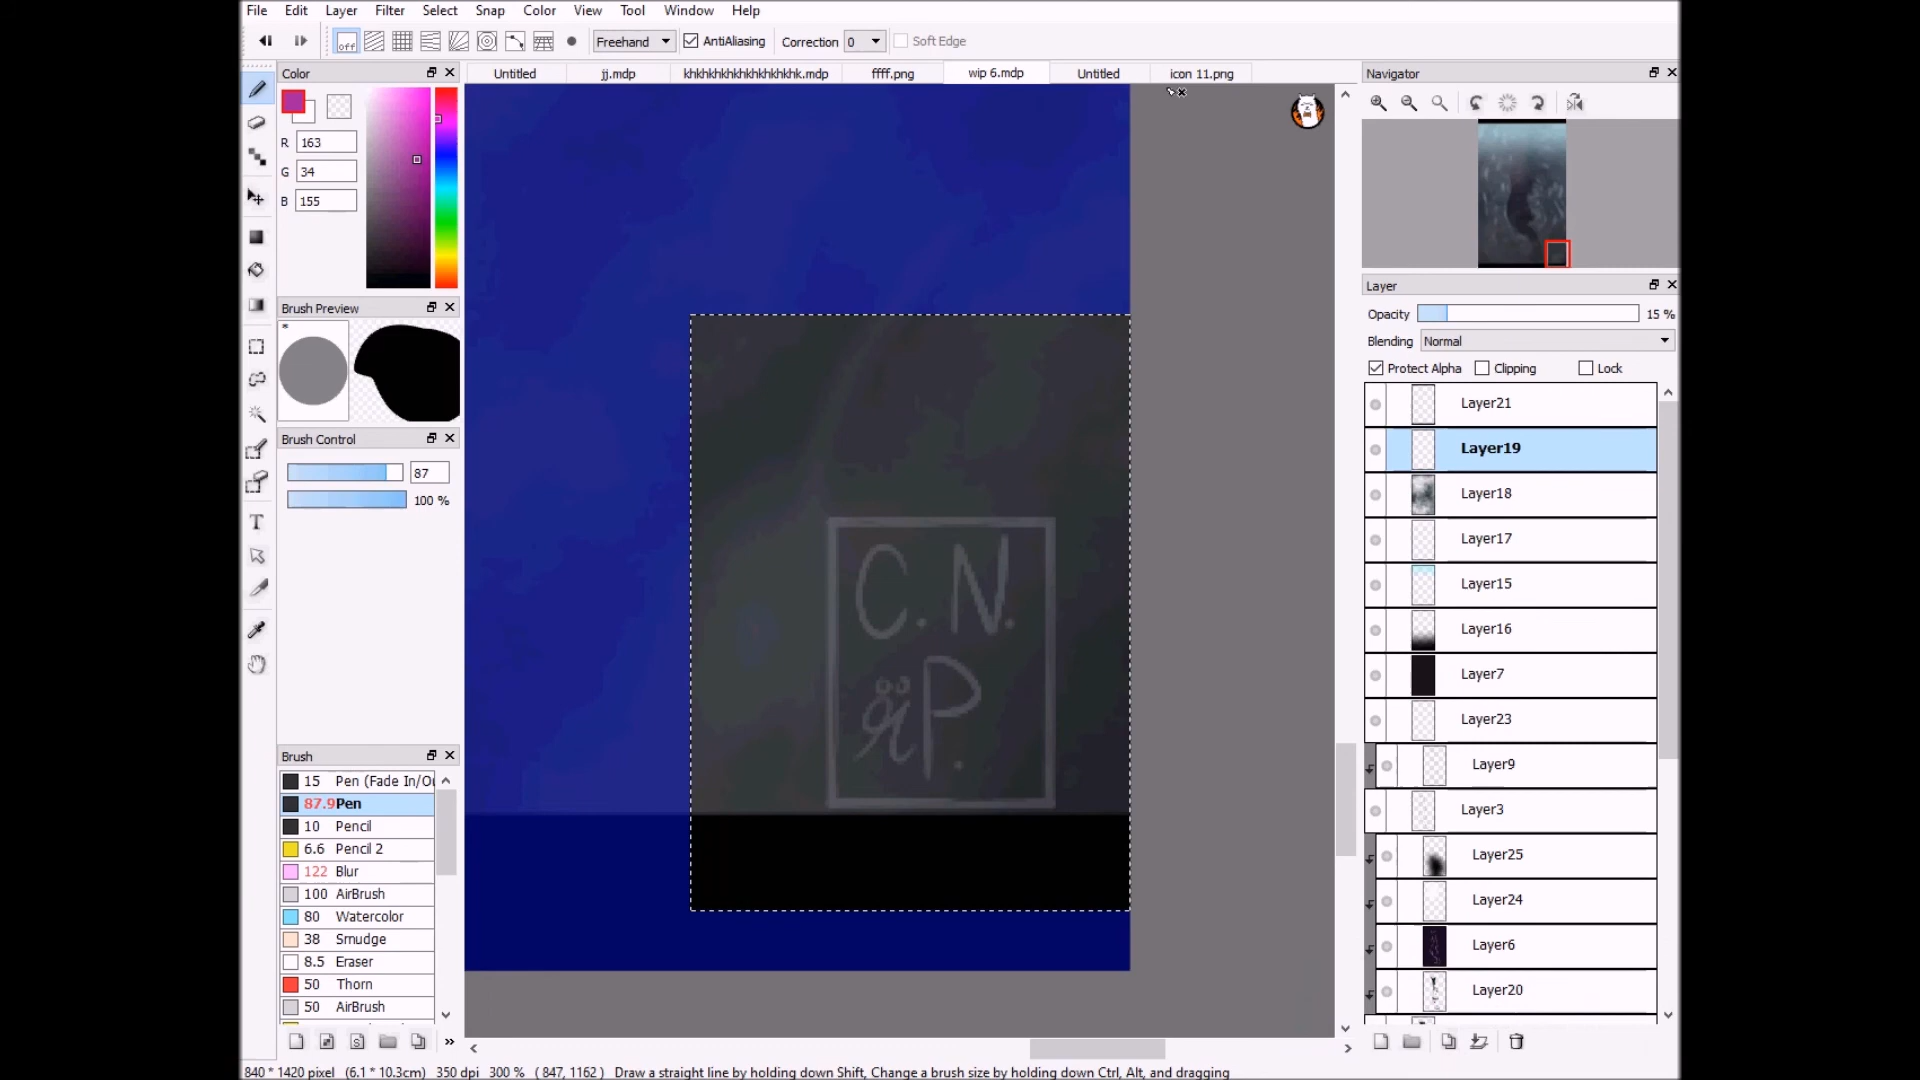 File Edit Layer Filter Select Snap Color View Tool Window Help
off Freehand AntiAliasing Correction 0 Soft Edge
Color
Untitled jj.mdp khkhkhkhkhkhkhkhk.mdp ffff.png wip 6.mdp Untitled icon 11.png
Navigator
R 163
G 34
B 155
Brush Preview
*
Brush Control
87
100 %
Brush
15 Pen (Fade In/Ou
87.9 Pen
10 Pencil
6.6 Pencil 2
122 Blur
100 AirBrush
80 Watercolor
38 Smudge
8.5 Eraser
50 Thorn
50 AirBrush
C. N.
P.
Layer
Opacity 15 %
Blending Normal
Protect Alpha Clipping Lock
Layer21
Layer19
Layer18
Layer17
Layer15
Layer16
Layer7
Layer23
Layer9
Layer3
Layer25
Layer24
Layer6
Layer20
840 * 1420 pixel (6.1 * 10.3cm) 350 dpi 300 % ( 847, 1162 ) Draw a straight line by holding down Shift, Change a brush size by holding down Ctrl, Alt, and dragging